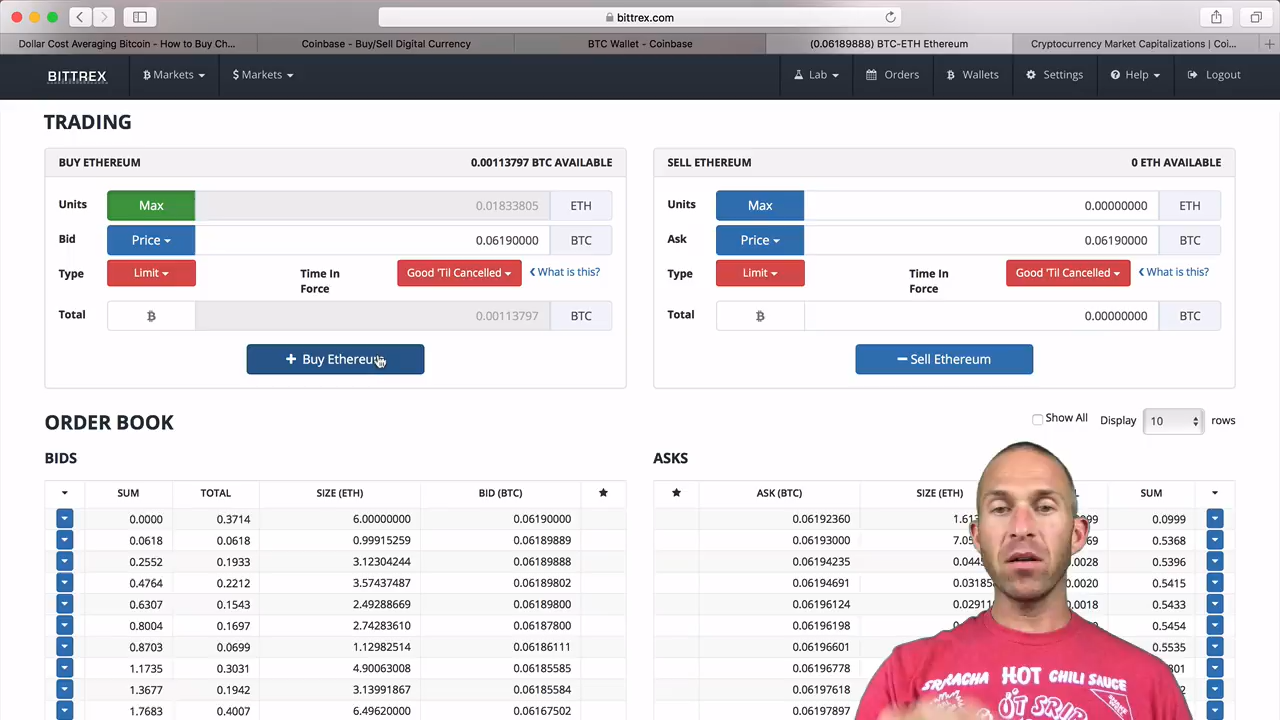 bittrex.com
Dollar Cost Averaging Bitcoin - How to Buy Ch... Coinbase - Buy/Sell Digital Currency BTC Wallet - Coinbase (0.06189888) BTC-ETH Ethereum Cryptocurrency Market Capitalizations | Coi...
BITTREX ฿ Markets $ Markets Lab Orders ฿ Wallets Settings Help Logout
TRADING
BUY ETHEREUM 0.00113797 BTC AVAILABLE
Units Max 0.01833805 ETH
Bid Price 0.06190000 BTC
Type Limit Time In Force Good 'Til Cancelled What is this?
Total ฿ 0.00113797 BTC
+ Buy Ethereum
SELL ETHEREUM 0 ETH AVAILABLE
Units Max 0.00000000 ETH
Ask Price 0.06190000 BTC
Type Limit Time In Force Good 'Til Cancelled What is this?
Total ฿ 0.00000000 BTC
− Sell Ethereum
ORDER BOOK
Show All Display 10 rows
BIDS
SUM TOTAL SIZE (ETH) BID (BTC)
0.0000 0.3714 6.00000000 0.06190000
0.0618 0.0618 0.99915259 0.06189889
0.2552 0.1933 3.12304244 0.06189888
0.4764 0.2212 3.57437487 0.06189802
0.6307 0.1543 2.49288669 0.06189800
0.8004 0.1697 2.74283610 0.06187800
0.8703 0.0699 1.12982514 0.06186111
1.1735 0.3031 4.90063008 0.06185585
1.3677 0.1942 3.13991867 0.06185584
1.7683 0.4007 6.49620000 0.06167502
ASKS
ASK (BTC) SIZE (ETH) SUM
0.06192360 0.0999
0.06193000 0.5368
0.06194235 0.0028 0.5396
0.06194691 0.0020 0.5415
0.06196124 0.0018 0.5433
0.06196198 0.5454
0.06196601 0.5535
0.06196778
0.06197618
0.06197897
SRIRACHA HOT CHILI SAUCE